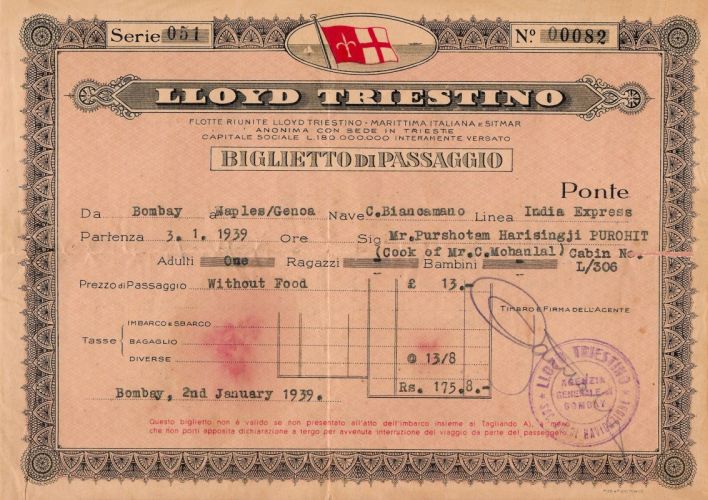 Serie 051
Nº 00082
LLOYD TRIESTINO
FLOTTE RIUNITE LLOYD TRIESTINO - MARITTIMA ITALIANA E SITMAR
ANONIMA CON SEDE IN TRIESTE
CAPITALE SOCIALE L.180.000.000 INTERAMENTE VERSATO
BIGLIETTO DI PASSAGGIO
Ponte
Da Bombay a Naples/Genoa Nave C.Biancamano Linea India Express
Partenza 3.1.1939 Ore Sig Mr.Purshotam Harisingji PUROHIT
(Cook of Mr.C.Mohanlal) Cabin No.
Adulti One Ragazzi - Bambini - L/306
Prezzo di Passaggio Without Food £ 13.-
TIMBRO E FIRMA DELL'AGENTE
Tasse
IMBARCO E SBARCO
BAGAGLIO
DIVERSE @ 13/8
Rs. 175.8.-
Bombay, 2nd January 1939.
LLOYD TRIESTINO
AGENZIA
GENERALE di
BOMBAY
Questo biglietto non è valido se non presentato all'atto dell'imbarco insieme al Tagliando A), a meno
che non porti apposita dichiarazione a tergo per avvenuta interruzione del viaggio da parte del passeggero